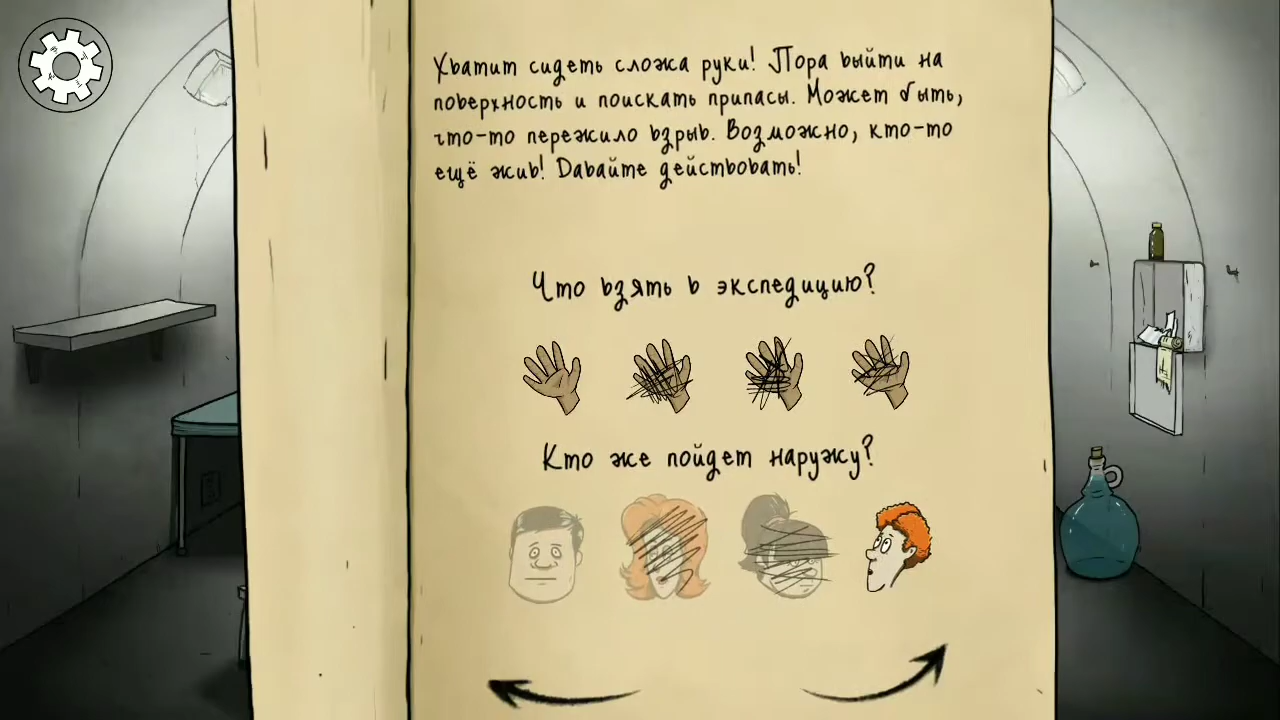 Хватит сидеть сложа руки! Пора выйти на
поверхность и поискать припасы. Может быть,
что-то пережило взрыв. Возможно, кто-то
ещё жив! Давайте действовать!
Что взять в экспедицию?
Кто же пойдет наружу?